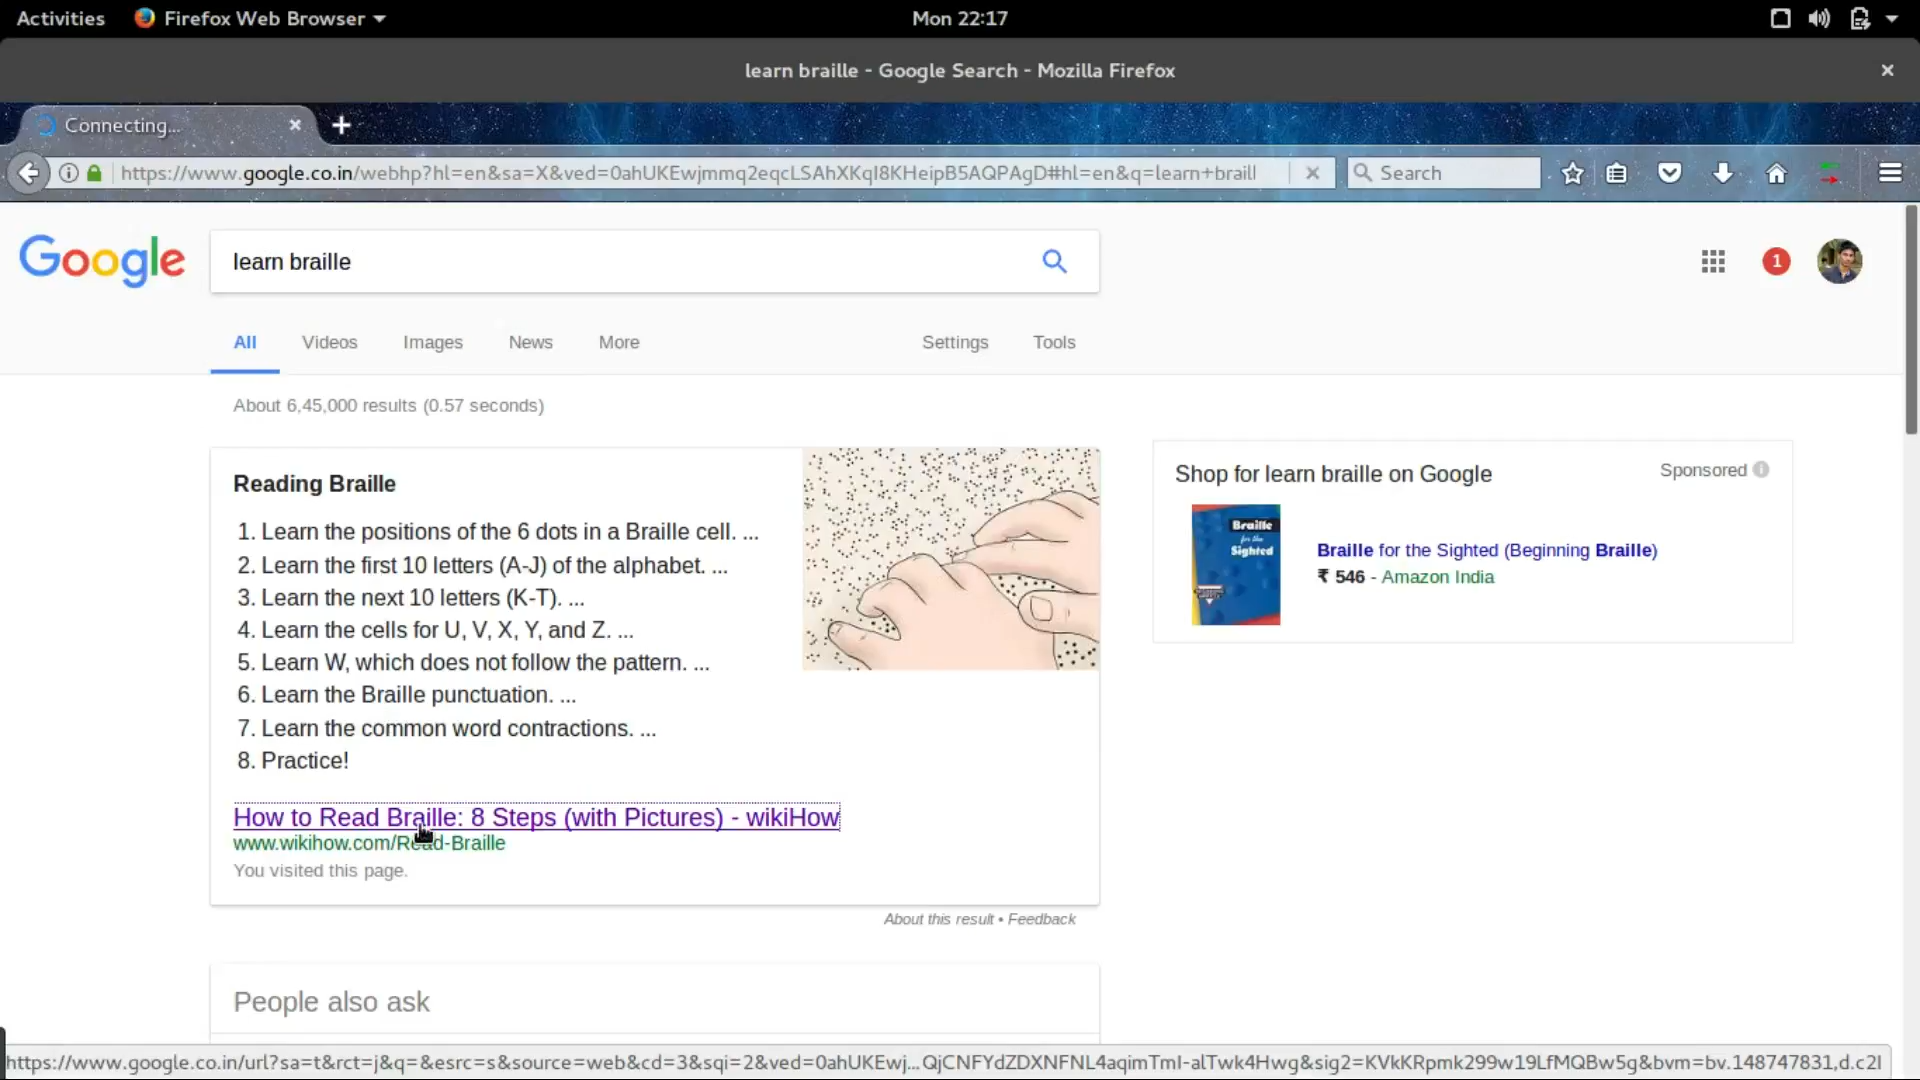 Activities Firefox Web Browser Mon 22:17
learn braille - Google Search - Mozilla Firefox
Connecting...
https://www.google.co.in/webhp?hl=en&sa=X&ved=0ahUKEwjmmq2eqcLSAhXKqI8KHeipB5AQPAgD#hl=en&q=learn+braill Search
Google learn braille 1
All Videos Images News More Settings Tools
About 6,45,000 results (0.57 seconds)
Reading Braille
1. Learn the positions of the 6 dots in a Braille cell. ...
2. Learn the first 10 letters (A-J) of the alphabet. ...
3. Learn the next 10 letters (K-T). ...
4. Learn the cells for U, V, X, Y, and Z. ...
5. Learn W, which does not follow the pattern. ...
6. Learn the Braille punctuation. ...
7. Learn the common word contractions. ...
8. Practice!
How to Read Braille: 8 Steps (with Pictures) - wikiHow
www.wikihow.com/Read-Braille
You visited this page.
About this result • Feedback
People also ask
Shop for learn braille on Google Sponsored
Braille
for the
Sighted
Braille for the Sighted (Beginning Braille)
₹ 546 - Amazon India
https://www.google.co.in/url?sa=t&rct=j&q=&esrc=s&source=web&cd=3&sqi=2&ved=0ahUKEwj...QjCNFYdZDXNFNL4aqimTmI-alTwk4Hwg&sig2=KVkKRpmk299w19LfMQBw5g&bvm=bv.148747831,d.c2I